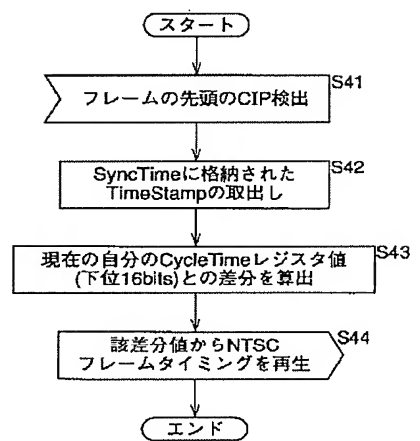 スタート
S41
フレームの先頭のCIP検出
S42
SyncTimeに格納された
TimeStampの取出し
S43
現在の自分のCycleTimeレジスタ値
(下位16bits)との差分を算出
S44
該差分値からNTSC
フレームタイミングを再生
エンド